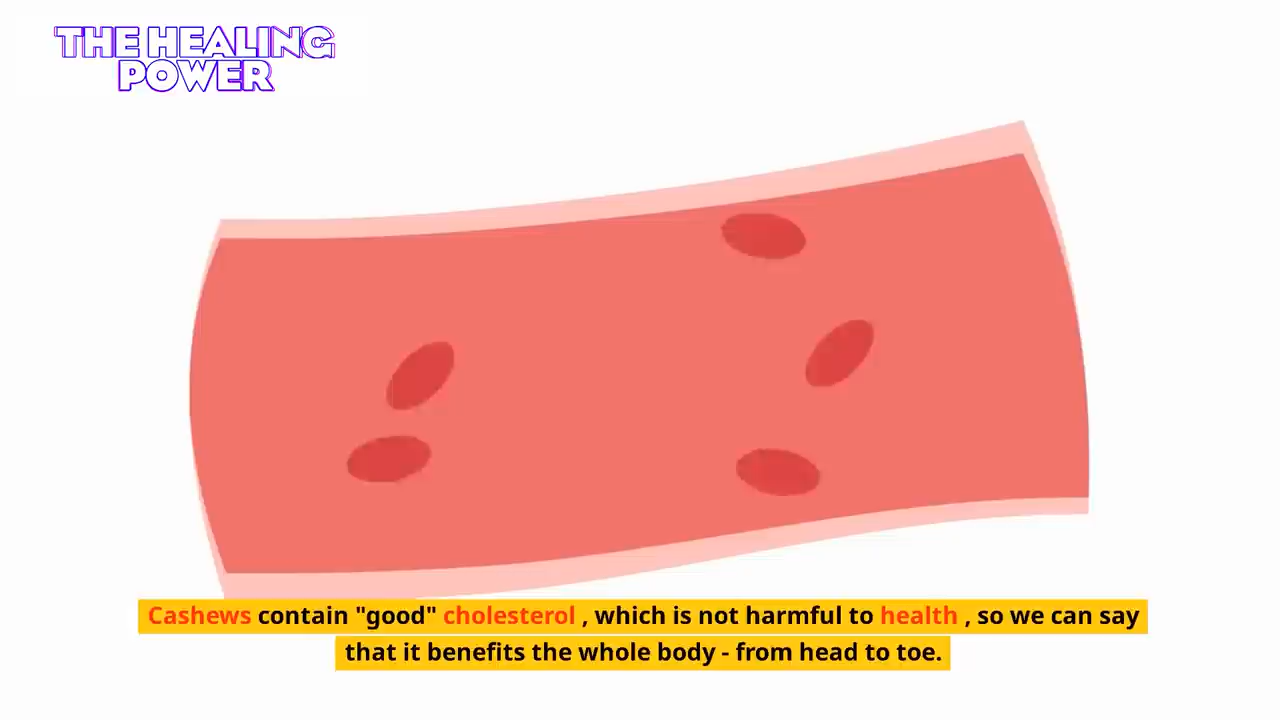 THE HEALING
POWER
Cashews contain "good" cholesterol , which is not harmful to health , so we can say
that it benefits the whole body - from head to toe.